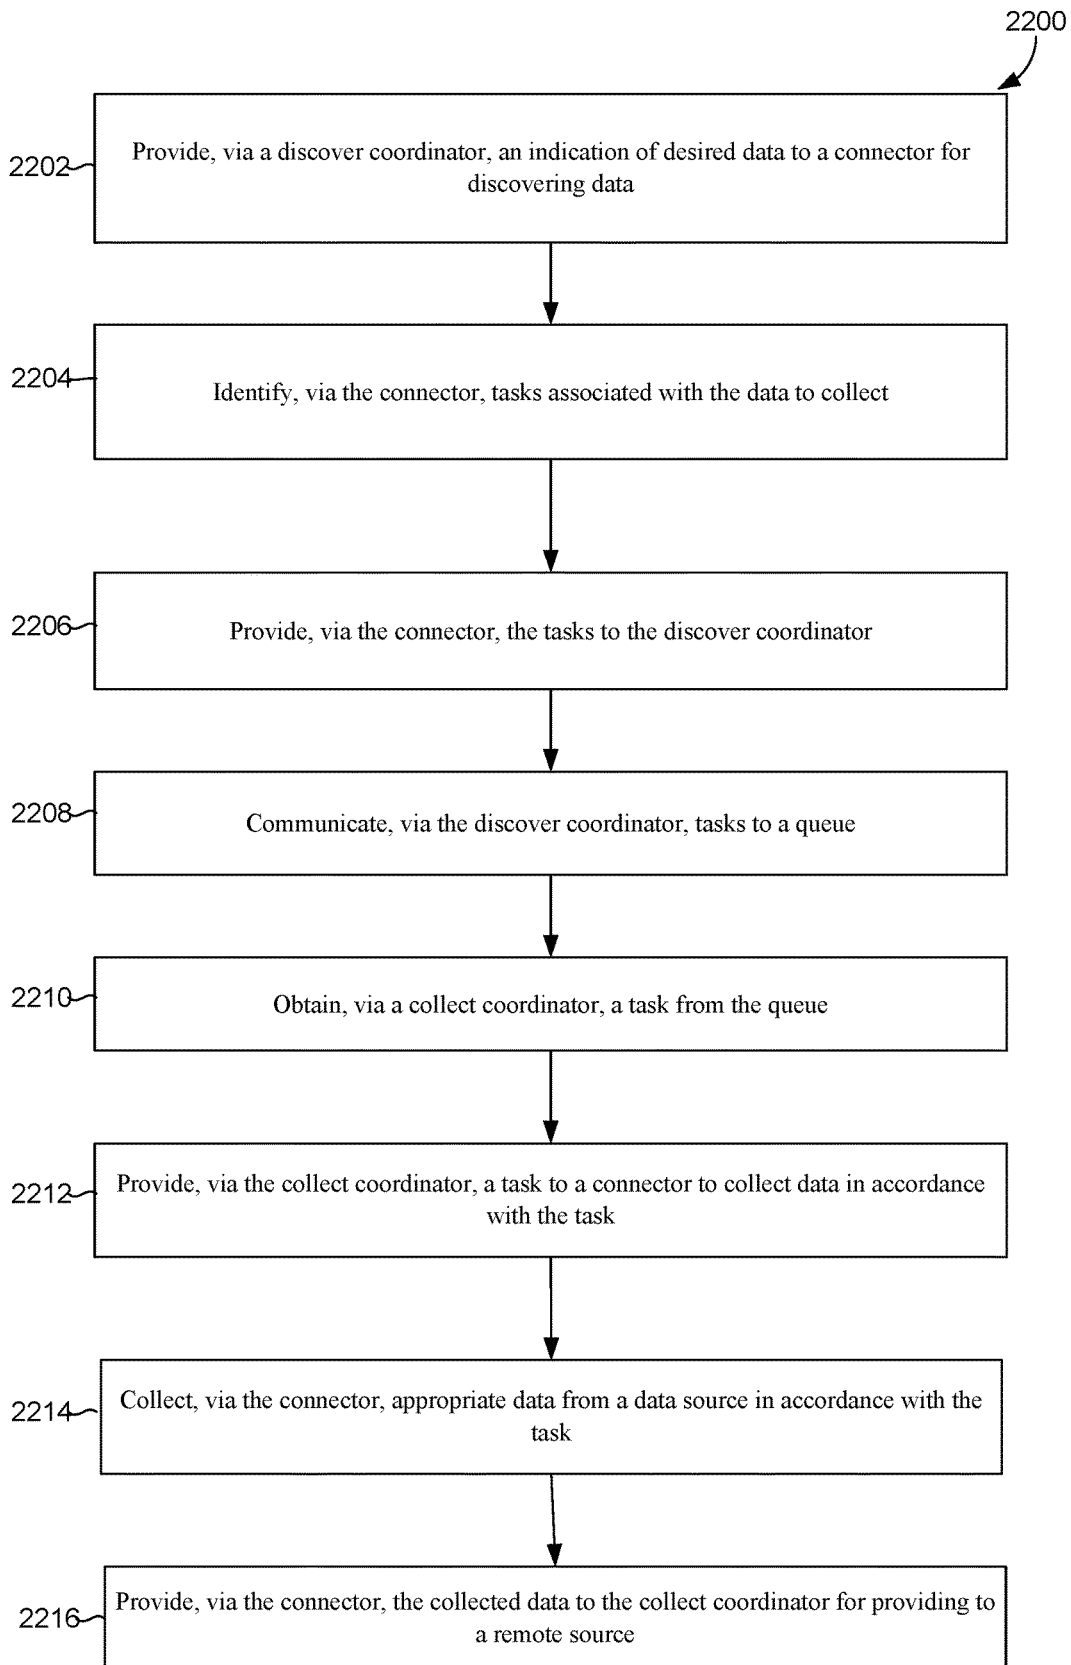 2200
2202
Provide, via a discover coordinator, an indication of desired data to a connector for
discovering data
2204
Identify, via the connector, tasks associated with the data to collect
2206
Provide, via the connector, the tasks to the discover coordinator
2208
Communicate, via the discover coordinator, tasks to a queue
2210
Obtain, via a collect coordinator, a task from the queue
2212
Provide, via the collect coordinator, a task to a connector to collect data in accordance
with the task
2214
Collect, via the connector, appropriate data from a data source in accordance with the
task
2216
Provide, via the connector, the collected data to the collect coordinator for providing to
a remote source